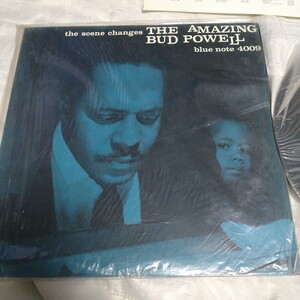 the scene changes THE AMAZING
BUD POWELL
blue note 4009